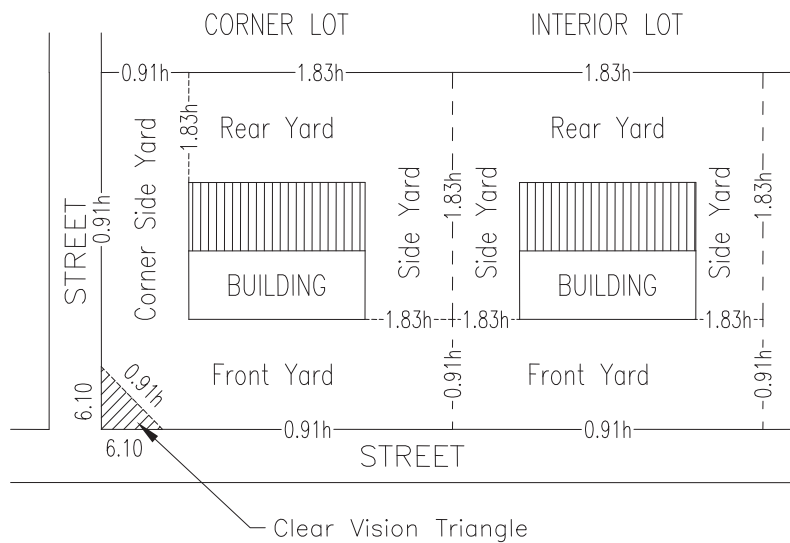 CORNER LOT
INTERIOR LOT
0.91h
1.83h
1.83h
1.83h
Rear Yard
Rear Yard
STREET
0.91h
Corner Side Yard
Side Yard
1.83h
Side Yard
Side Yard
1.83h
BUILDING
BUILDING
1.83h
1.83h
1.83h
0.91h
Front Yard
0.91h
Front Yard
0.91h
6.10
6.10
0.91h
0.91h
STREET
Clear Vision Triangle